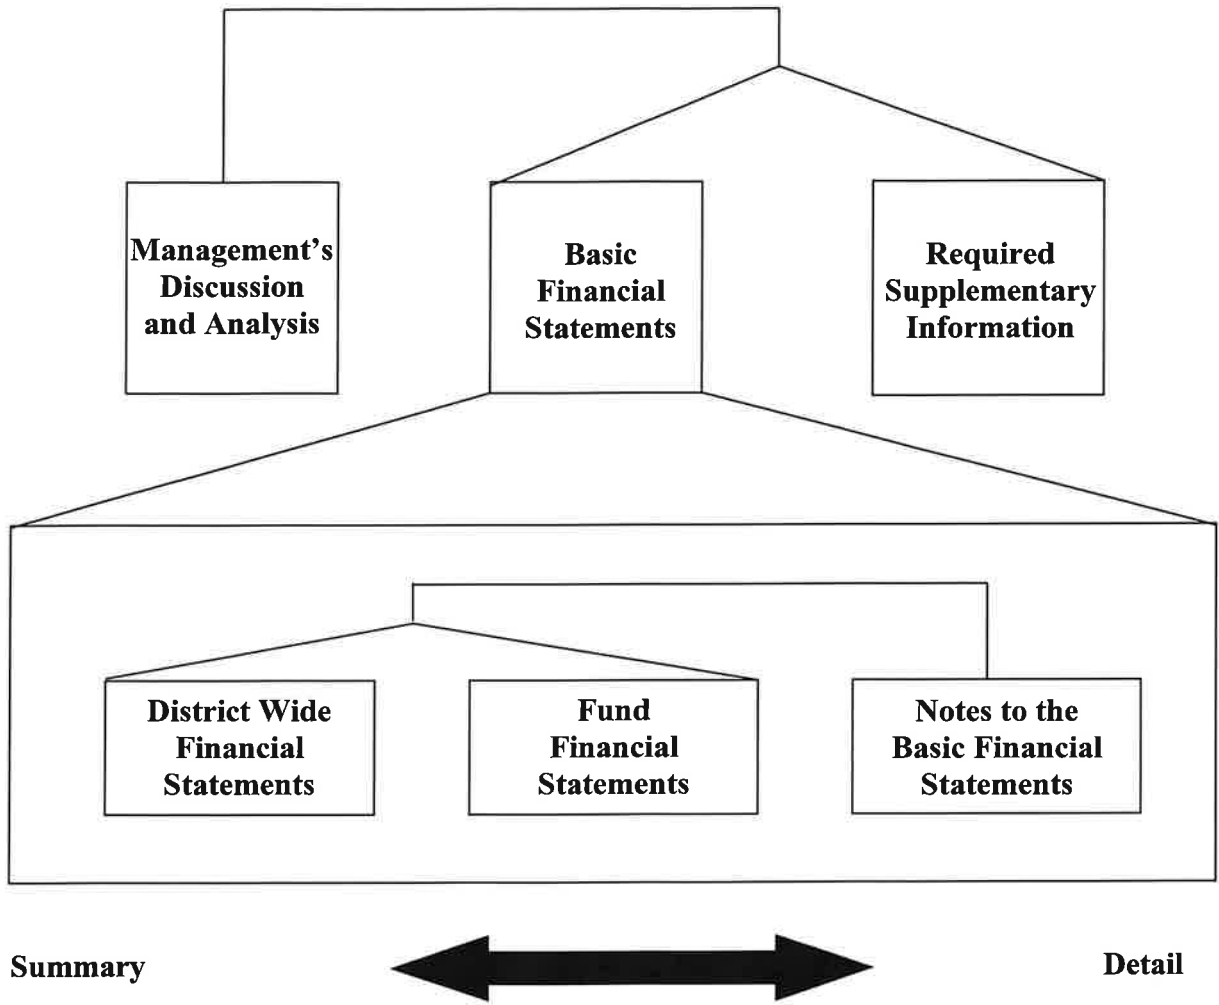 Management's
Discussion
and Analysis
Basic
Financial
Statements
Required
Supplementary
Information
District Wide
Financial
Statements
Fund
Financial
Statements
Notes to the
Basic Financial
Statements
Summary
Detail